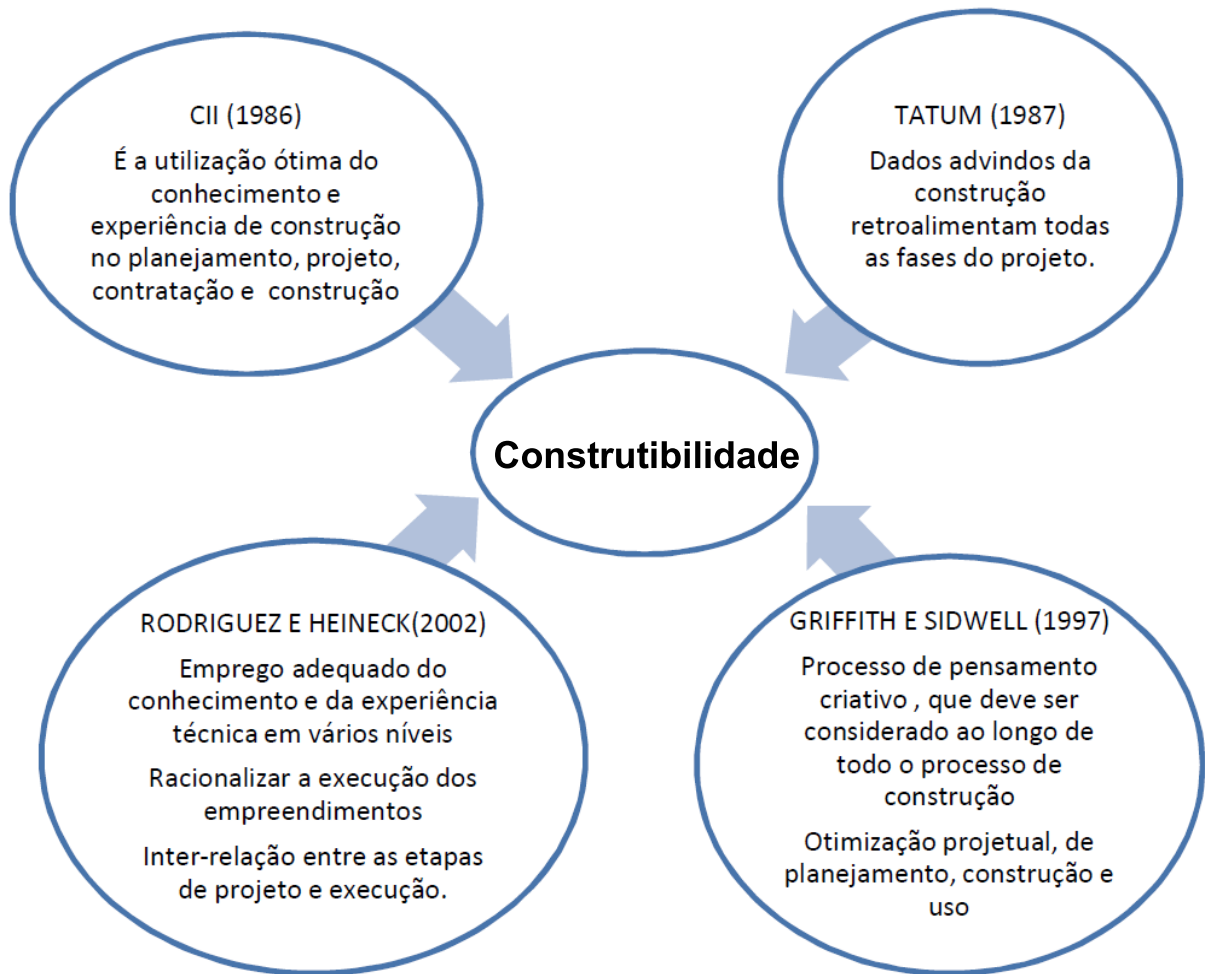 CII (1986)
É a utilização ótima do
conhecimento e
experiência de construção
no planejamento, projeto,
contratação e construção
TATUM (1987)
Dados advindos da
construção
retroalimentam todas
as fases do projeto.
Construtibilidade
RODRIGUEZ E HEINECK(2002)
Emprego adequado do
conhecimento e da experiência
técnica em vários níveis
Racionalizar a execução dos
empreendimentos
Inter-relação entre as etapas
de projeto e execução.
GRIFFITH E SIDWELL (1997)
Processo de pensamento
criativo , que deve ser
considerado ao longo de
todo o processo de
construção
Otimização projetual, de
planejamento, construção e
uso